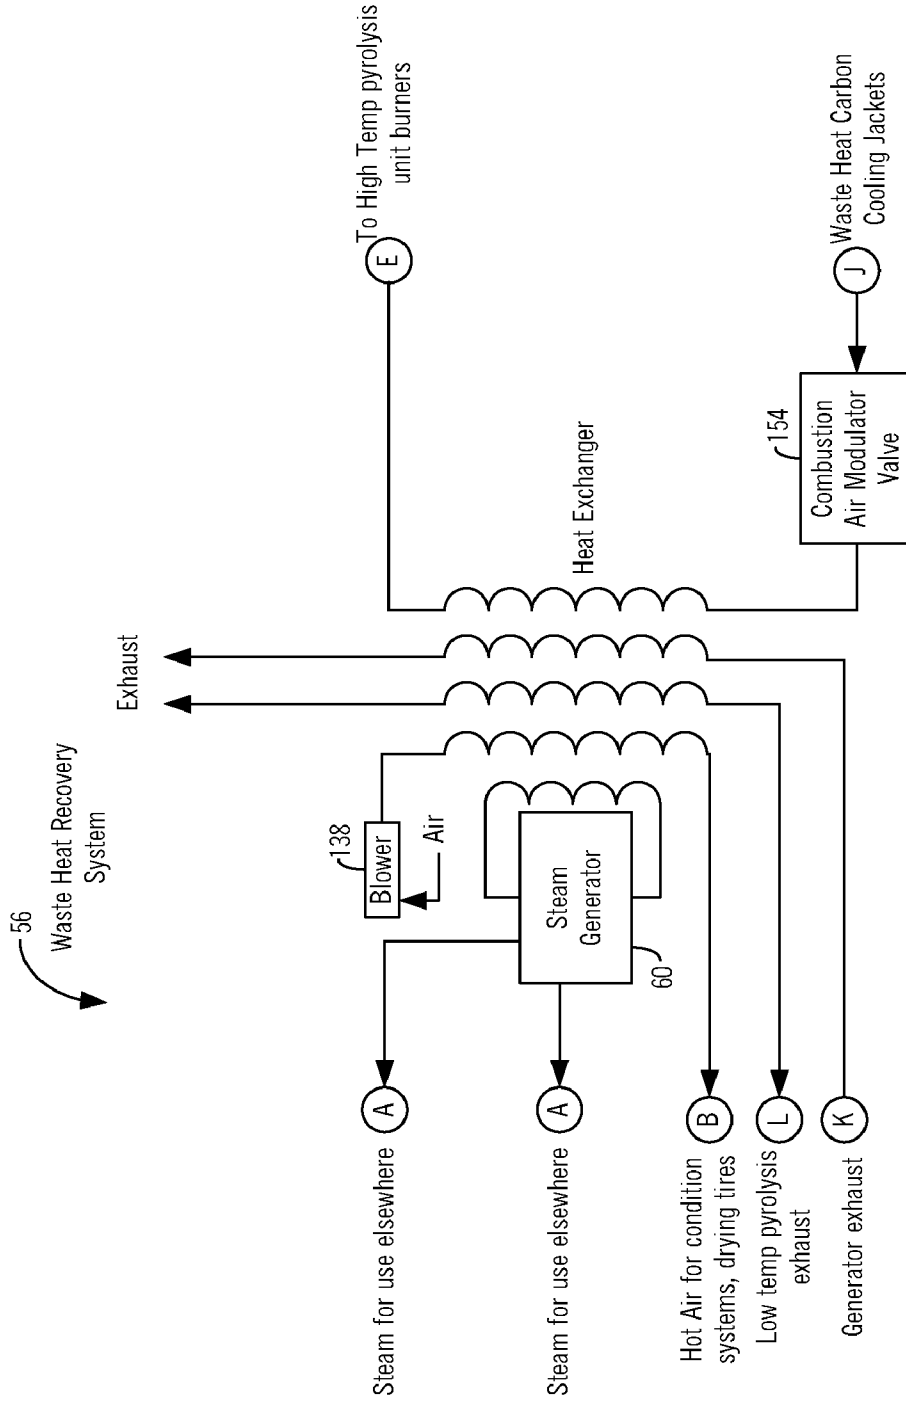 56
Waste Heat Recovery
System
Exhaust
To High Temp pyrolysis
unit burners
E
138
Blower
Air
Steam for use elsewhere
A
Heat Exchanger
Steam for use elsewhere
A
Steam
Generator
60
Hot Air for condition
systems, drying tires
B
Low temp pyrolysis
exhaust
L
Generator exhaust
K
154
Combustion
Air Modulator
Valve
J
Waste Heat Carbon
Cooling Jackets